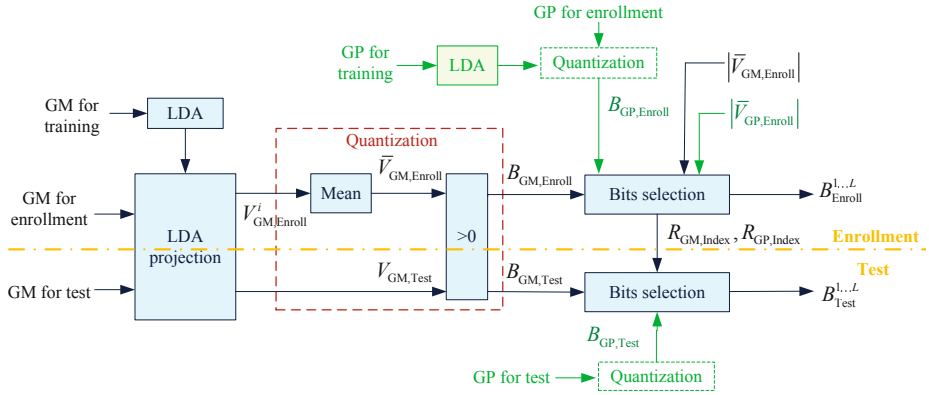 GP for enrollment
GP for
training
LDA
Quantization
|V̄_GM,Enroll|
B_GP,Enroll
|V̄_GP,Enroll|
GM for
training
LDA
Quantization
GM for
enrollment
LDA
projection
V^i_GM,Enroll
Mean
V̄_GM,Enroll
>0
B_GM,Enroll
Bits selection
B^1…L_Enroll
R_GM,Index , R_GP,Index
Enrollment
Test
GM for test
V_GM,Test
B_GM,Test
Bits selection
B^1…L_Test
B_GP,Test
GP for test
Quantization